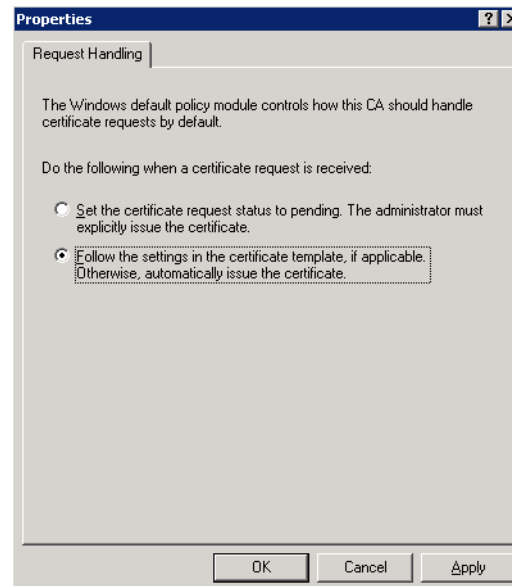 Properties
Request Handling
The Windows default policy module controls how this CA should handle
certificate requests by default.
Do the following when a certificate request is received:
Set the certificate request status to pending. The administrator must
explicitly issue the certificate.
Follow the settings in the certificate template, if applicable.
Otherwise, automatically issue the certificate.
OK Cancel Apply